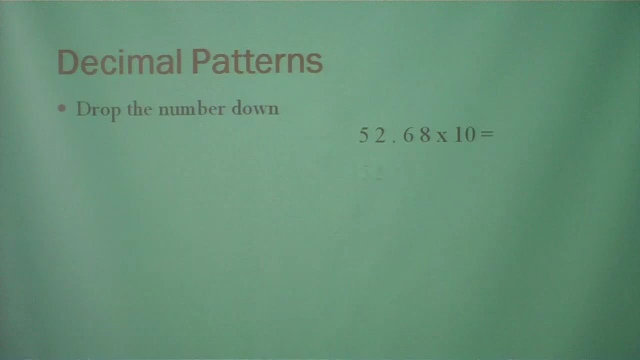 Decimal Patterns
• Drop the number down
5 2 . 6 8 x 10 =